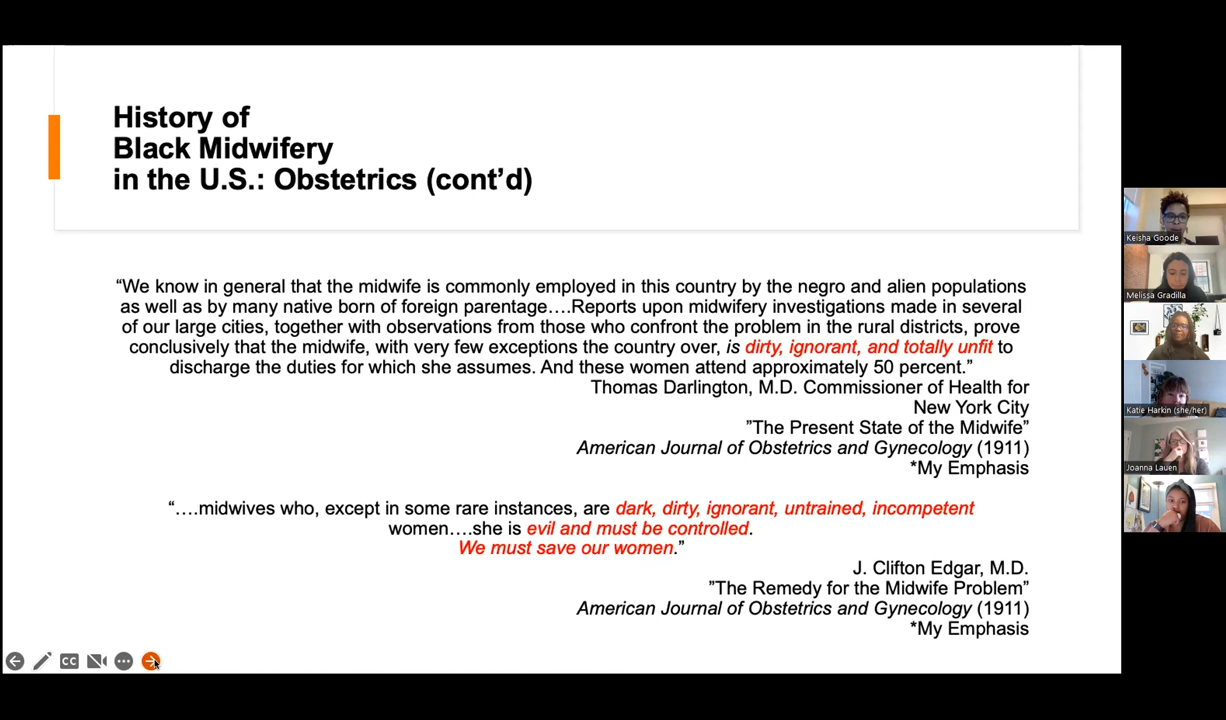 History of
Black Midwifery
in the U.S.: Obstetrics (cont’d)
“We know in general that the midwife is commonly employed in this country by the negro and alien populations
as well as by many native born of foreign parentage….Reports upon midwifery investigations made in several
of our large cities, together with observations from those who confront the problem in the rural districts, prove
conclusively that the midwife, with very few exceptions the country over, is dirty, ignorant, and totally unfit to
discharge the duties for which she assumes. And these women attend approximately 50 percent.”
Thomas Darlington, M.D. Commissioner of Health for
New York City
”The Present State of the Midwife”
American Journal of Obstetrics and Gynecology (1911)
*My Emphasis
“….midwives who, except in some rare instances, are dark, dirty, ignorant, untrained, incompetent
women….she is evil and must be controlled.
We must save our women.”
J. Clifton Edgar, M.D.
”The Remedy for the Midwife Problem”
American Journal of Obstetrics and Gynecology (1911)
*My Emphasis
CC
Keisha Goode
Melissa Gradilla
Katie Harkin (she/her)
Joanna Lauen